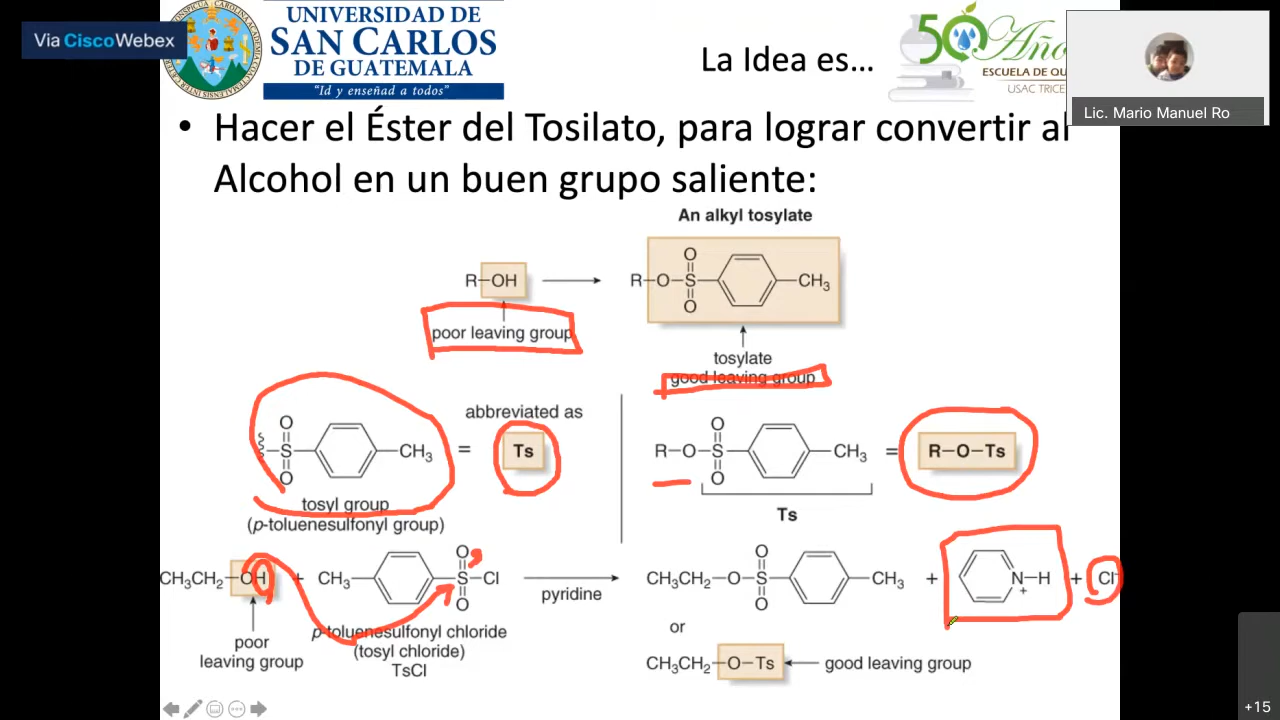 Via Cisco Webex
UNIVERSIDAD DE
SAN CARLOS
DE GUATEMALA
"Id y enseñad a todos"
La Idea es...
50 Años
ESCUELA DE QU
USAC TRICE
Lic. Mario Manuel Ro
• Hacer el Éster del Tosilato, para lograr convertir al
Alcohol en un buen grupo saliente:
An alkyl tosylate
R–OH
R–O–S–CH₃
O
O
poor leaving group
tosylate
good leaving group
abbreviated as
O
S
O
CH₃
=
Ts
tosyl group
(p-toluenesulfonyl group)
R–O–S–CH₃
O
O
=
R–O–Ts
Ts
CH₃CH₂–OH
+
CH₃
O
S–Cl
O
pyridine
CH₃CH₂–O–S–CH₃
O
O
+
N–H
+
+ Cl⁻
poor
leaving group
p-toluenesulfonyl chloride
(tosyl chloride)
TsCl
or
CH₃CH₂–O–Ts
good leaving group
+15